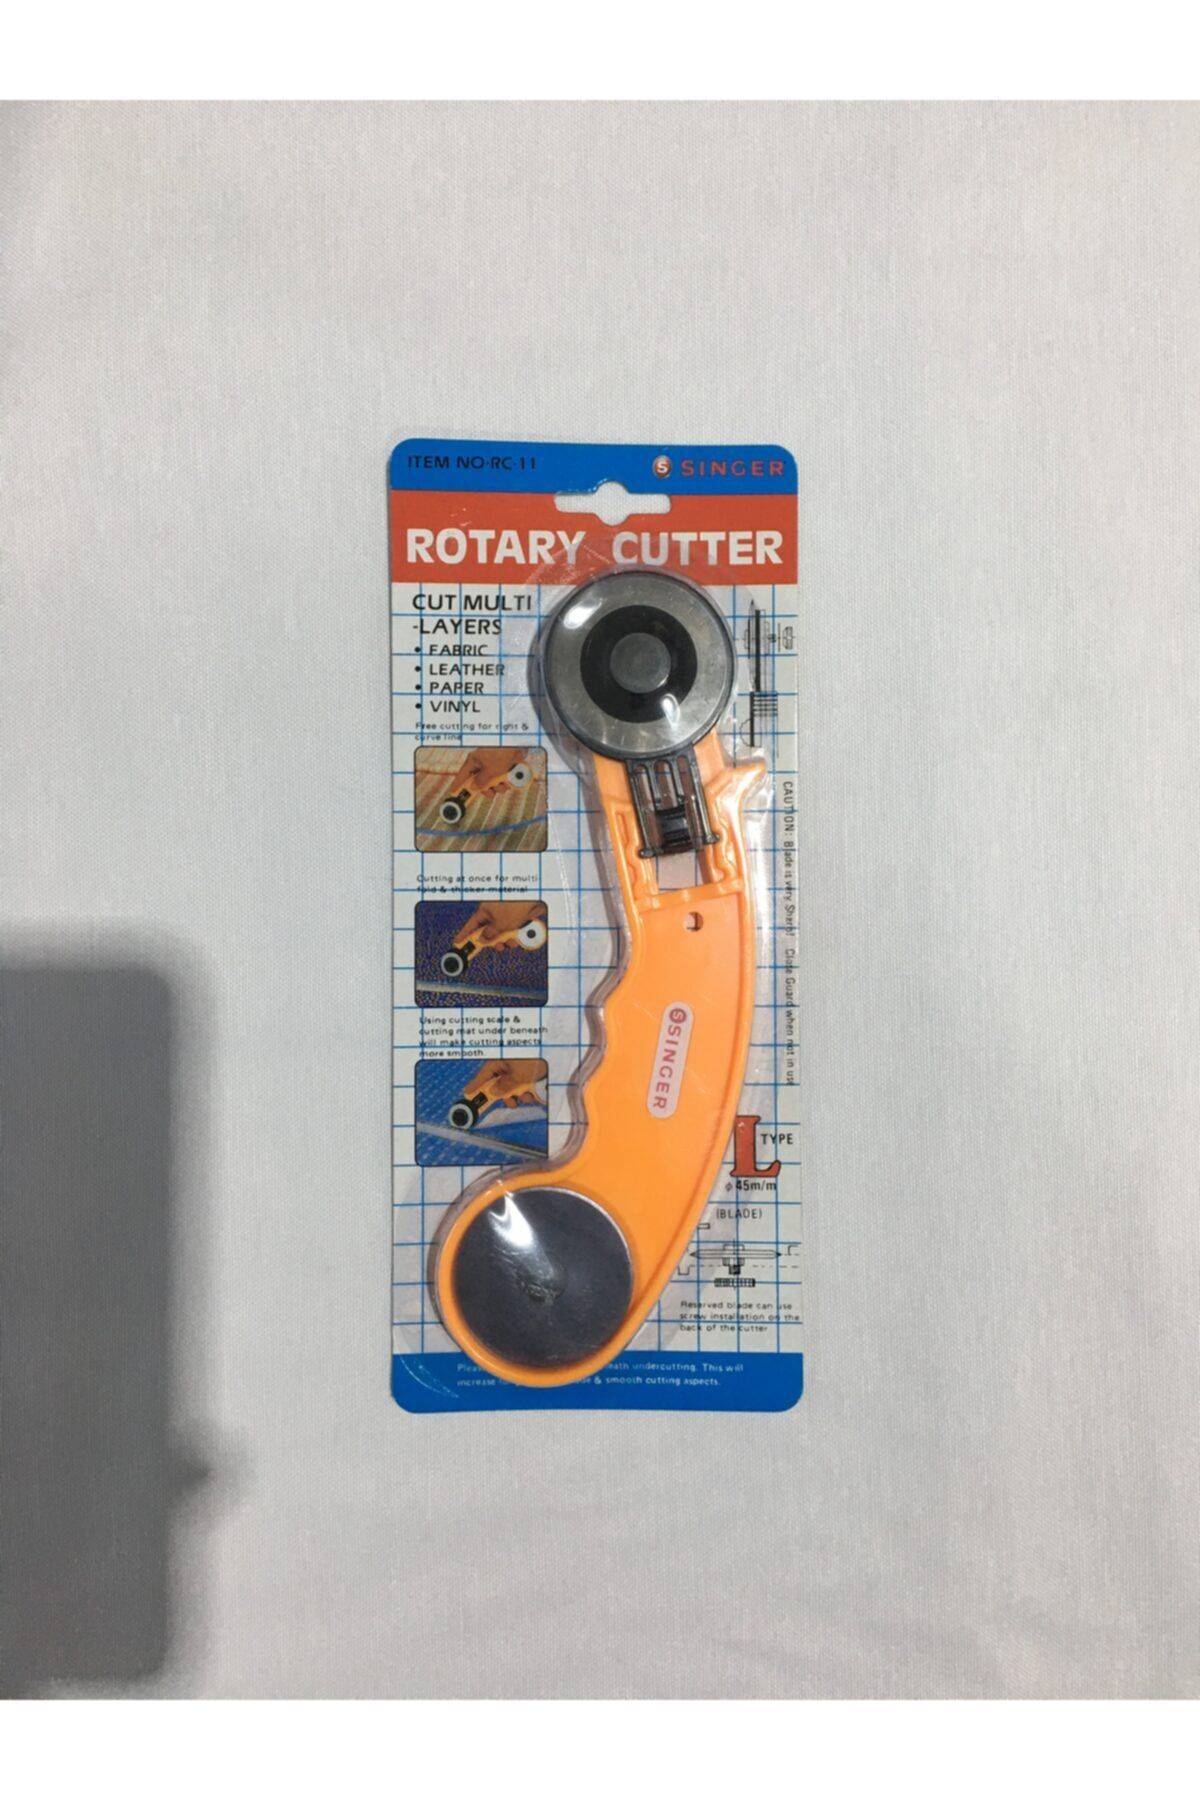 ITEM NO·RC·11
S SINGER
ROTARY CUTTER
CUT MULTI
-LAYERS
• FABRIC
• LEATHER
• PAPER
• VINYL
Free cutting for right &
curve line
Cutting at once for multi-
fold & thicker material
Using cutting scale &
cutting mat under beneath
will make cutting aspects
more smooth.
CAUTION: Blade is very Sharp! Close Guard when not in use
S SINGER
L TYPE
φ 45m/m
(BLADE)
Reserved blade can use
screw installation on the
back of the cutter
undercutting. This will
increase & smooth cutting aspects.